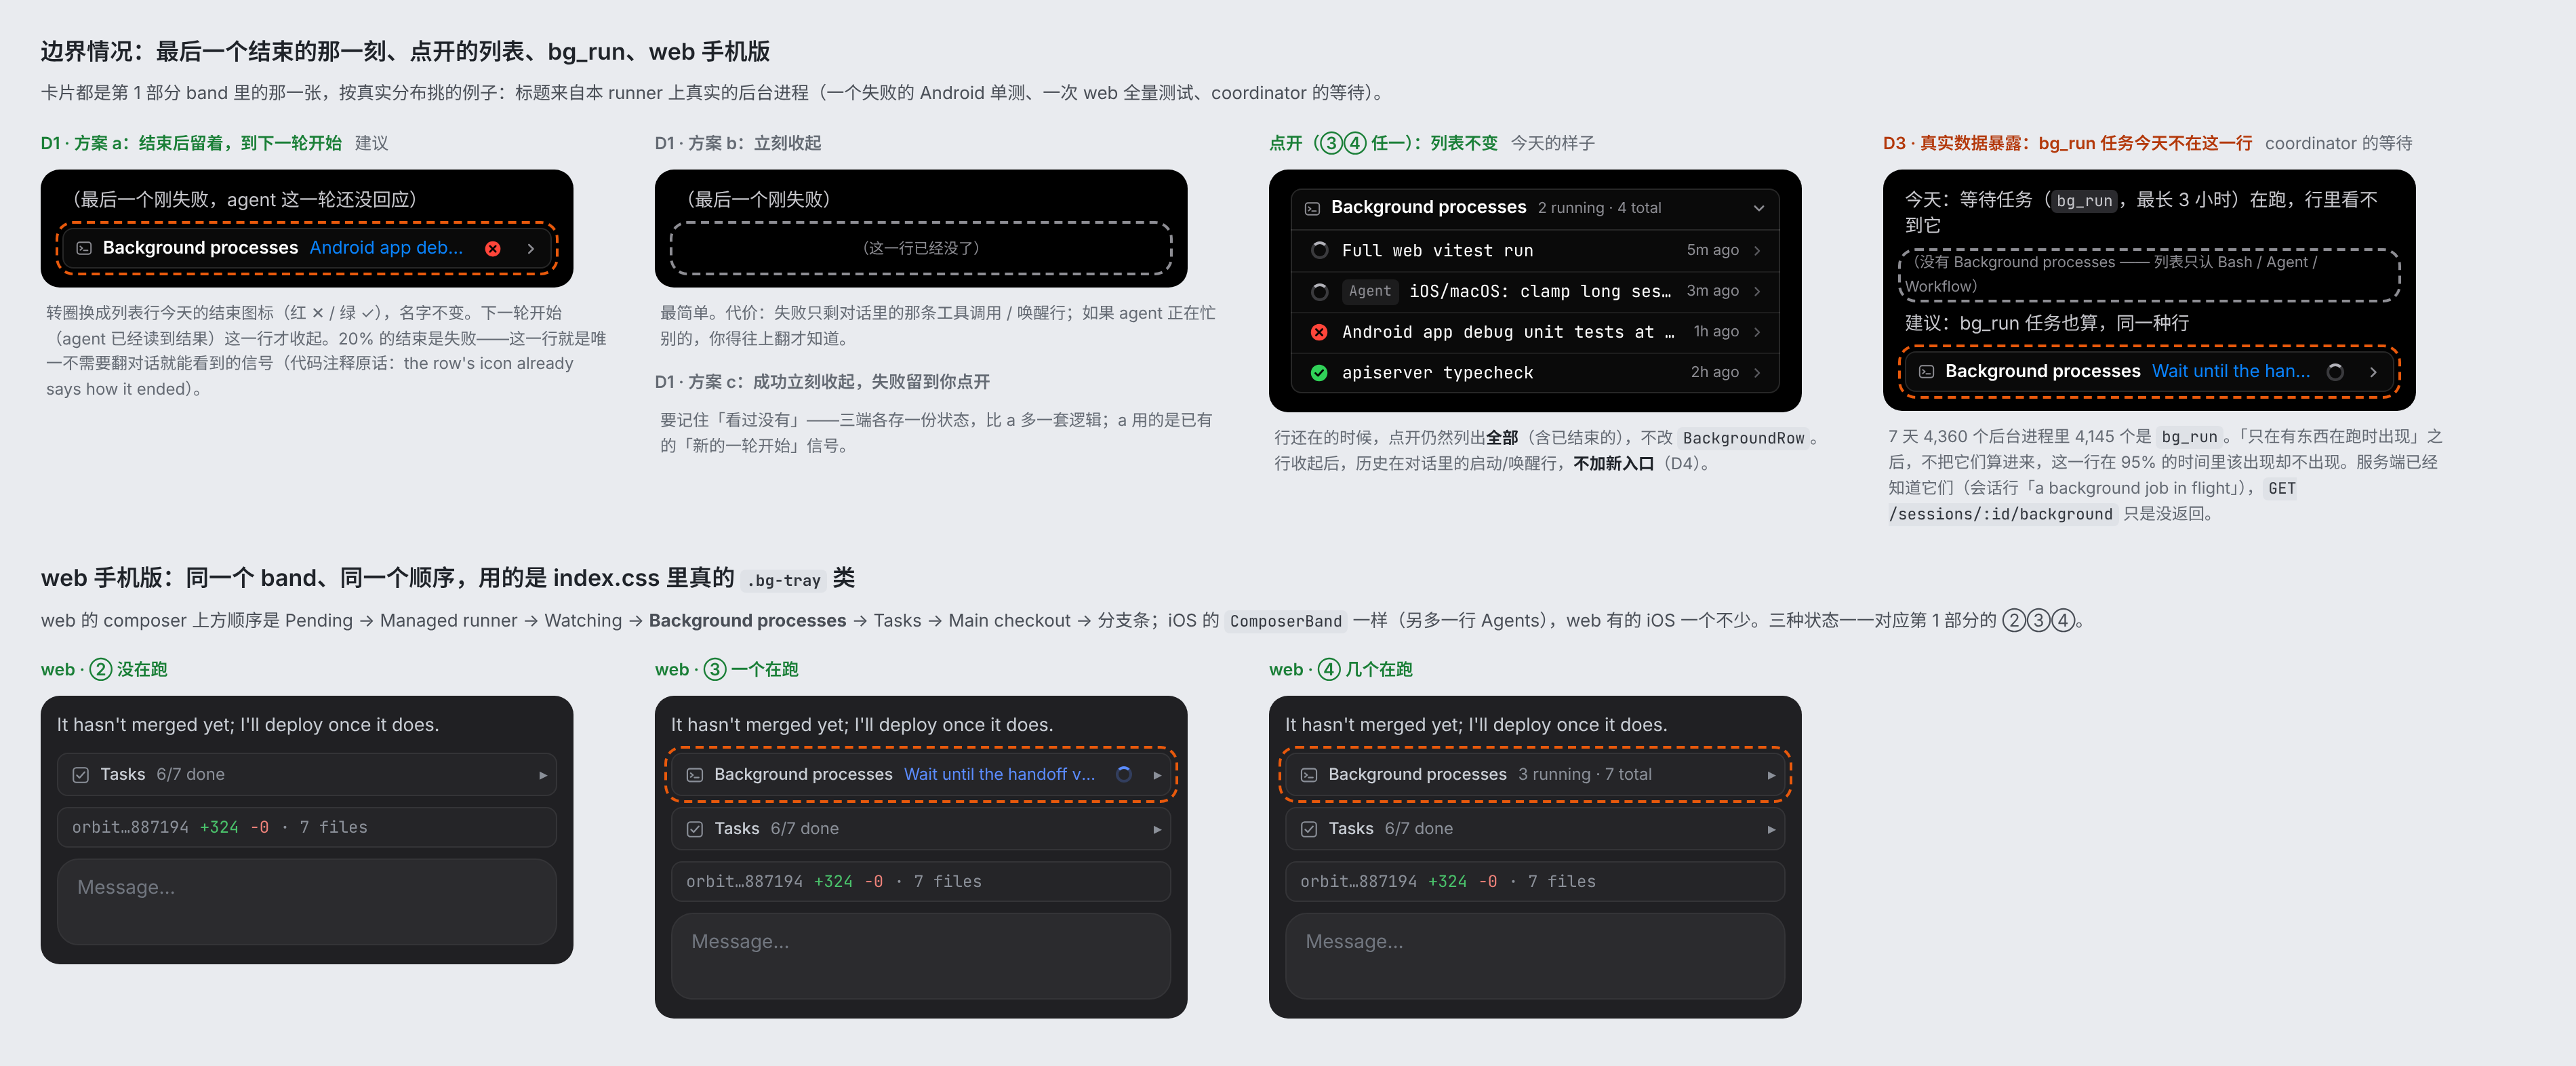 边界情况：最后一个结束的那一刻、点开的列表、bg_run、web 手机版
卡片都是第 1 部分 band 里的那一张，按真实分布挑的例子：标题来自本 runner 上真实的后台进程（一个失败的 Android 单测、一次 web 全量测试、coordinator 的等待）。
D1 · 方案 a：结束后留着，到下一轮开始 建议
（最后一个刚失败，agent 这一轮还没回应）
Background processes Android app deb…
转圈换成列表行今天的结束图标（红 ✕ / 绿 ✓），名字不变。下一轮开始
（agent 已经读到结果）这一行才收起。20% 的结束是失败——这一行就是唯
一不需要翻对话就能看到的信号（代码注释原话：the row's icon already
says how it ended）。
D1 · 方案 b：立刻收起
（最后一个刚失败）
（这一行已经没了）
最简单。代价：失败只剩对话里的那条工具调用 / 唤醒行；如果 agent 正在忙
别的，你得往上翻才知道。
D1 · 方案 c：成功立刻收起，失败留到你点开
要记住「看过没有」——三端各存一份状态，比 a 多一套逻辑；a 用的是已有
的「新的一轮开始」信号。
点开（③④ 任一）：列表不变 今天的样子
Background processes 2 running · 4 total
Full web vitest run 5m ago
Agent iOS/macOS: clamp long ses… 3m ago
Android app debug unit tests at … 1h ago
apiserver typecheck 2h ago
行还在的时候，点开仍然列出全部（含已结束的），不改 BackgroundRow。
行收起后，历史在对话里的启动/唤醒行，不加新入口（D4）。
D3 · 真实数据暴露：bg_run 任务今天不在这一行 coordinator 的等待
今天：等待任务（bg_run，最长 3 小时）在跑，行里看不
到它
（没有 Background processes —— 列表只认 Bash / Agent /
Workflow）
建议：bg_run 任务也算，同一种行
Background processes Wait until the han…
7 天 4,360 个后台进程里 4,145 个是 bg_run。「只在有东西在跑时出现」之
后，不把它们算进来，这一行在 95% 的时间里该出现却不出现。服务端已经
知道它们（会话行「a background job in flight」），GET
/sessions/:id/background 只是没返回。
web 手机版：同一个 band、同一个顺序，用的是 index.css 里真的 .bg-tray 类
web 的 composer 上方顺序是 Pending → Managed runner → Watching → Background processes → Tasks → Main checkout → 分支条；iOS 的 ComposerBand 一样（另多一行 Agents），web 有的 iOS 一个不少。三种状态一一对应第 1 部分的 ②③④。
web · ② 没在跑
It hasn't merged yet; I'll deploy once it does.
Tasks 6/7 done
orbit…887194 +324 -0 · 7 files
Message…
web · ③ 一个在跑
It hasn't merged yet; I'll deploy once it does.
Background processes Wait until the handoff v…
Tasks 6/7 done
orbit…887194 +324 -0 · 7 files
Message…
web · ④ 几个在跑
It hasn't merged yet; I'll deploy once it does.
Background processes 3 running · 7 total
Tasks 6/7 done
orbit…887194 +324 -0 · 7 files
Message…